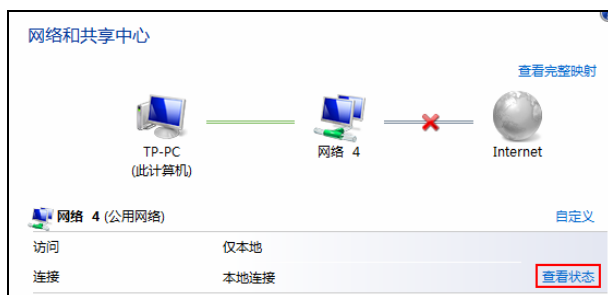 网络和共享中心
查看完整映射
TP-PC
(此计算机)
网络 4
Internet
网络 4 (公用网络)
自定义
访问
仅本地
连接
本地连接
查看状态